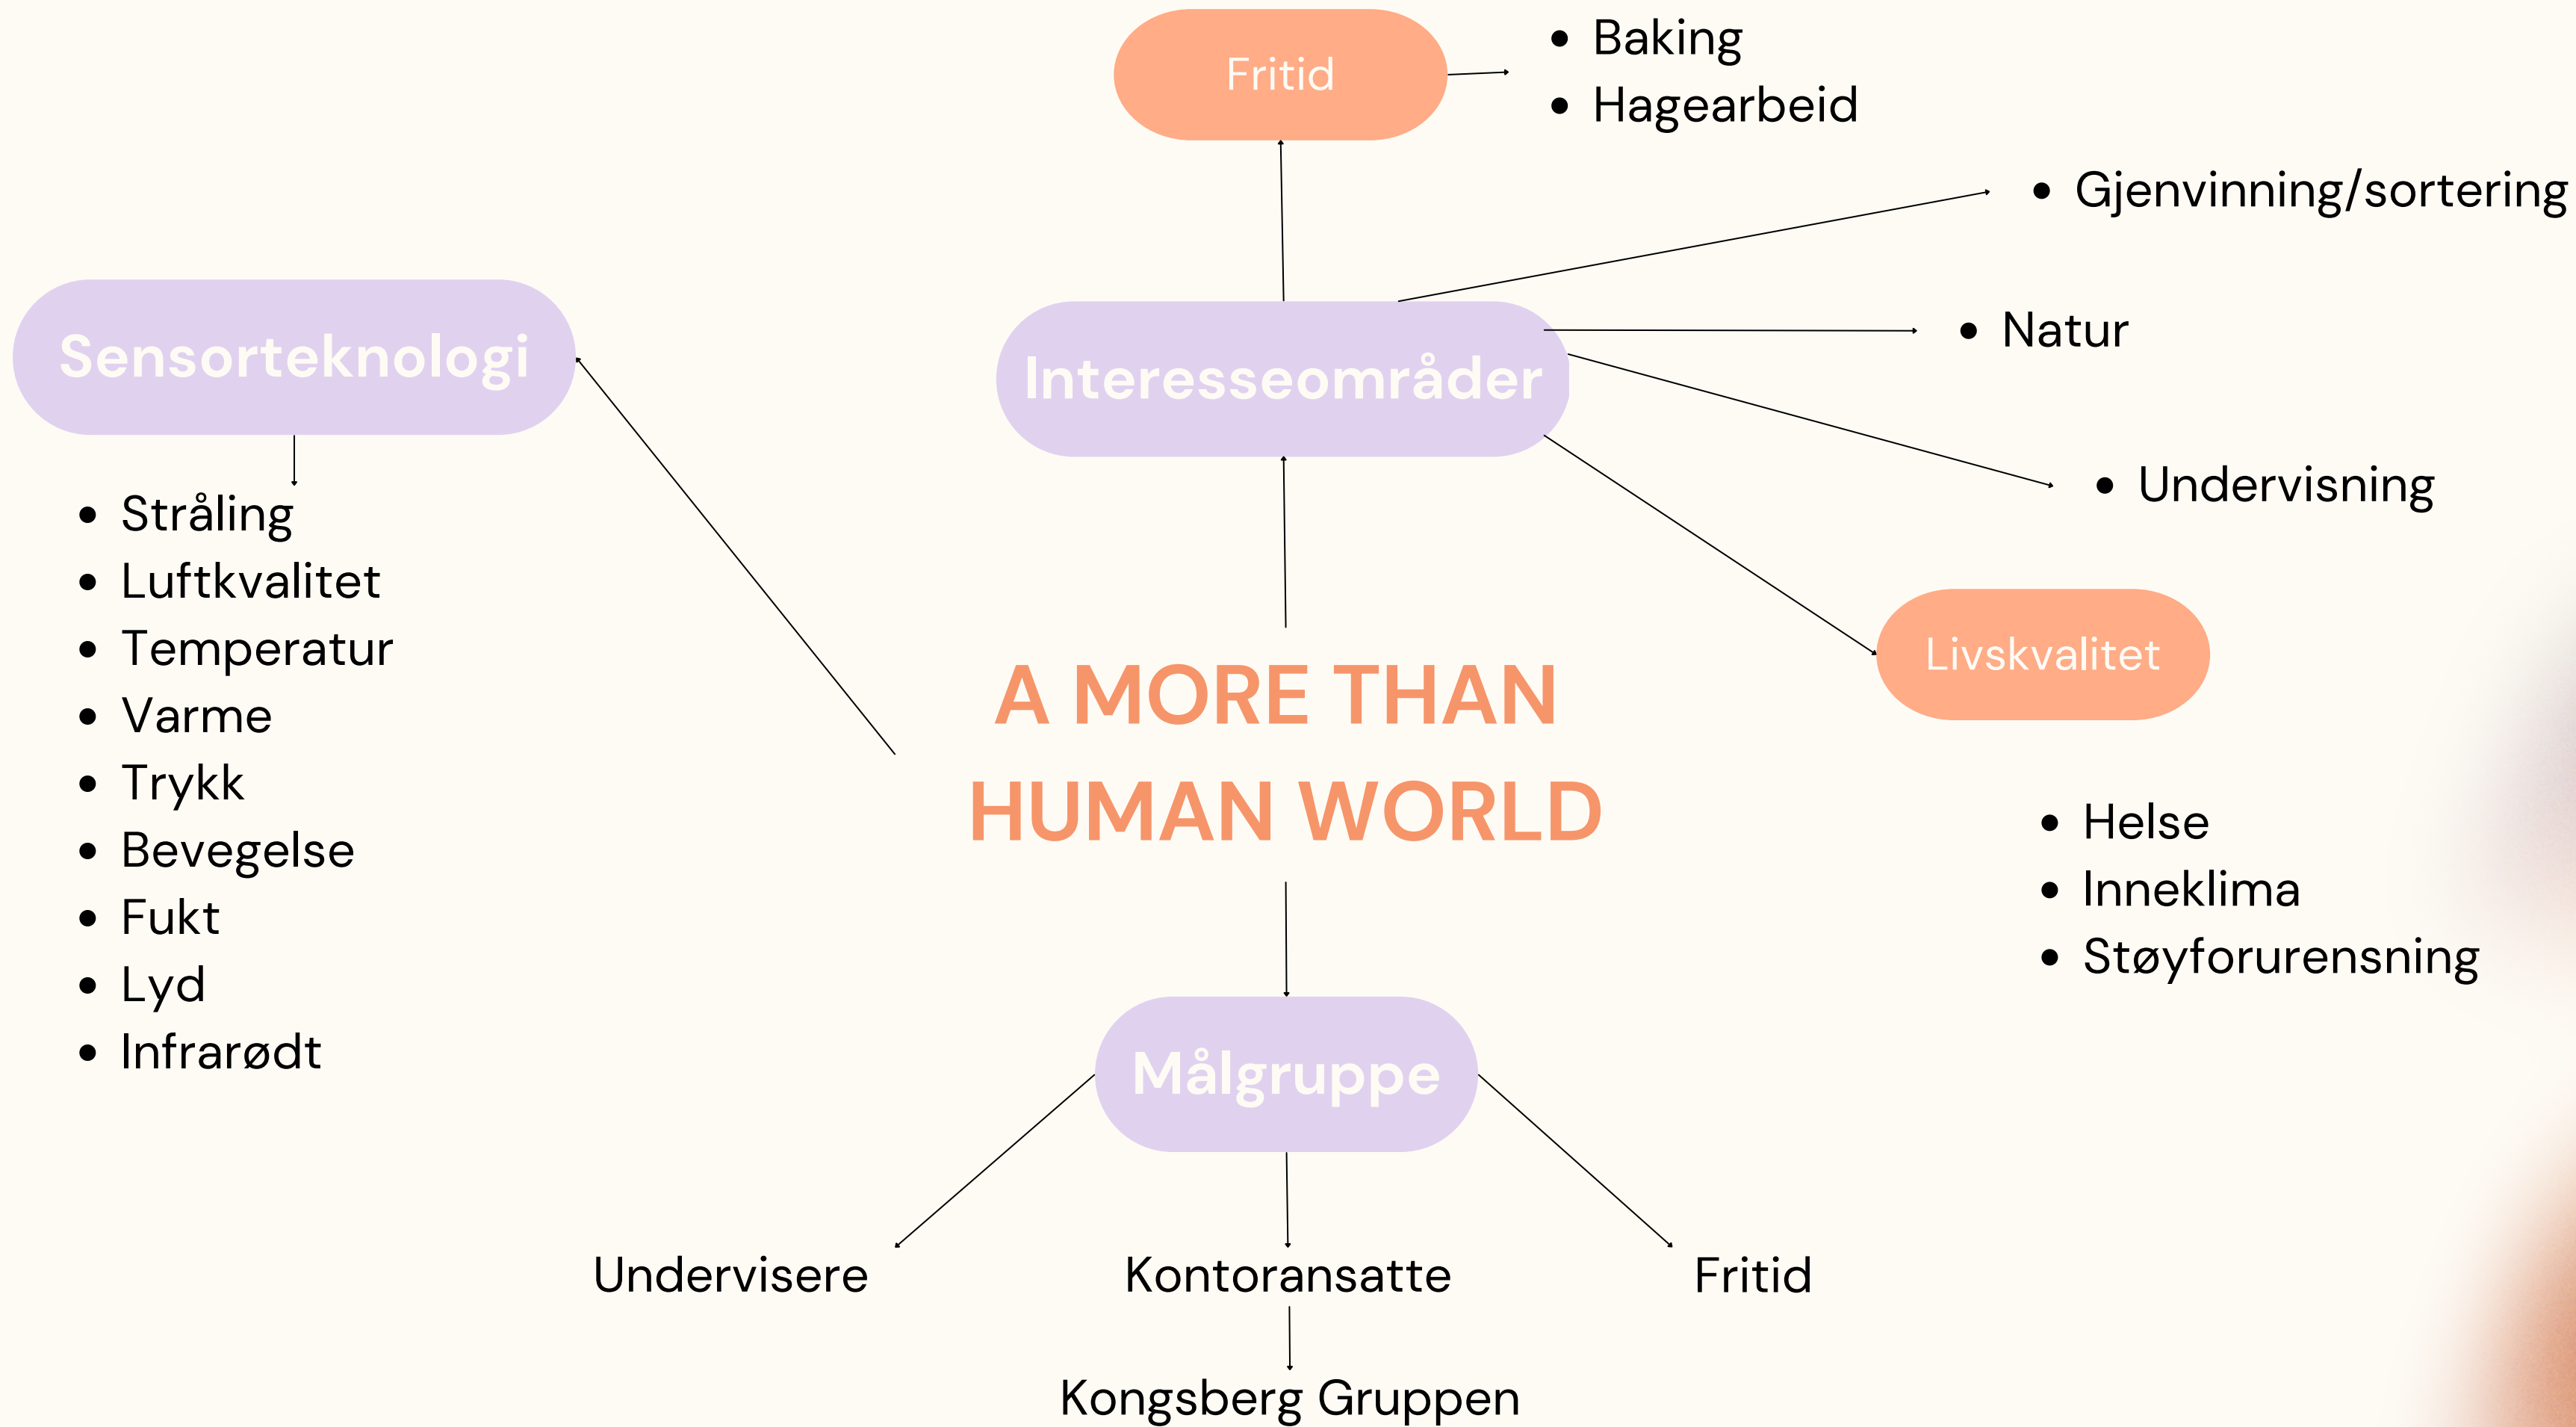 Fritid
Baking
Hagearbeid
Gjenvinning/sortering
Natur
Undervisning
Interesseområder
Sensorteknologi
Stråling
Luftkvalitet
Temperatur
Varme
Trykk
Bevegelse
Fukt
Lyd
Infrarødt
A MORE THAN
HUMAN WORLD
Livskvalitet
Helse
Inneklima
Støyforurensning
Målgruppe
Undervisere
Kontoransatte
Fritid
Kongsberg Gruppen